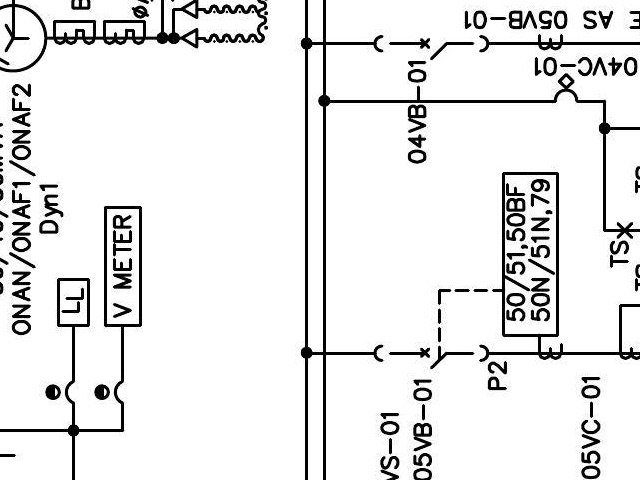 05VB-01
AS
04VC-01
04VB-01
ONAN/ONAF1/ONAF2
Dyn1
V METER
LL
50/51,50BF
50N/51N,79
TS
P2
05VB-01
05VC-01